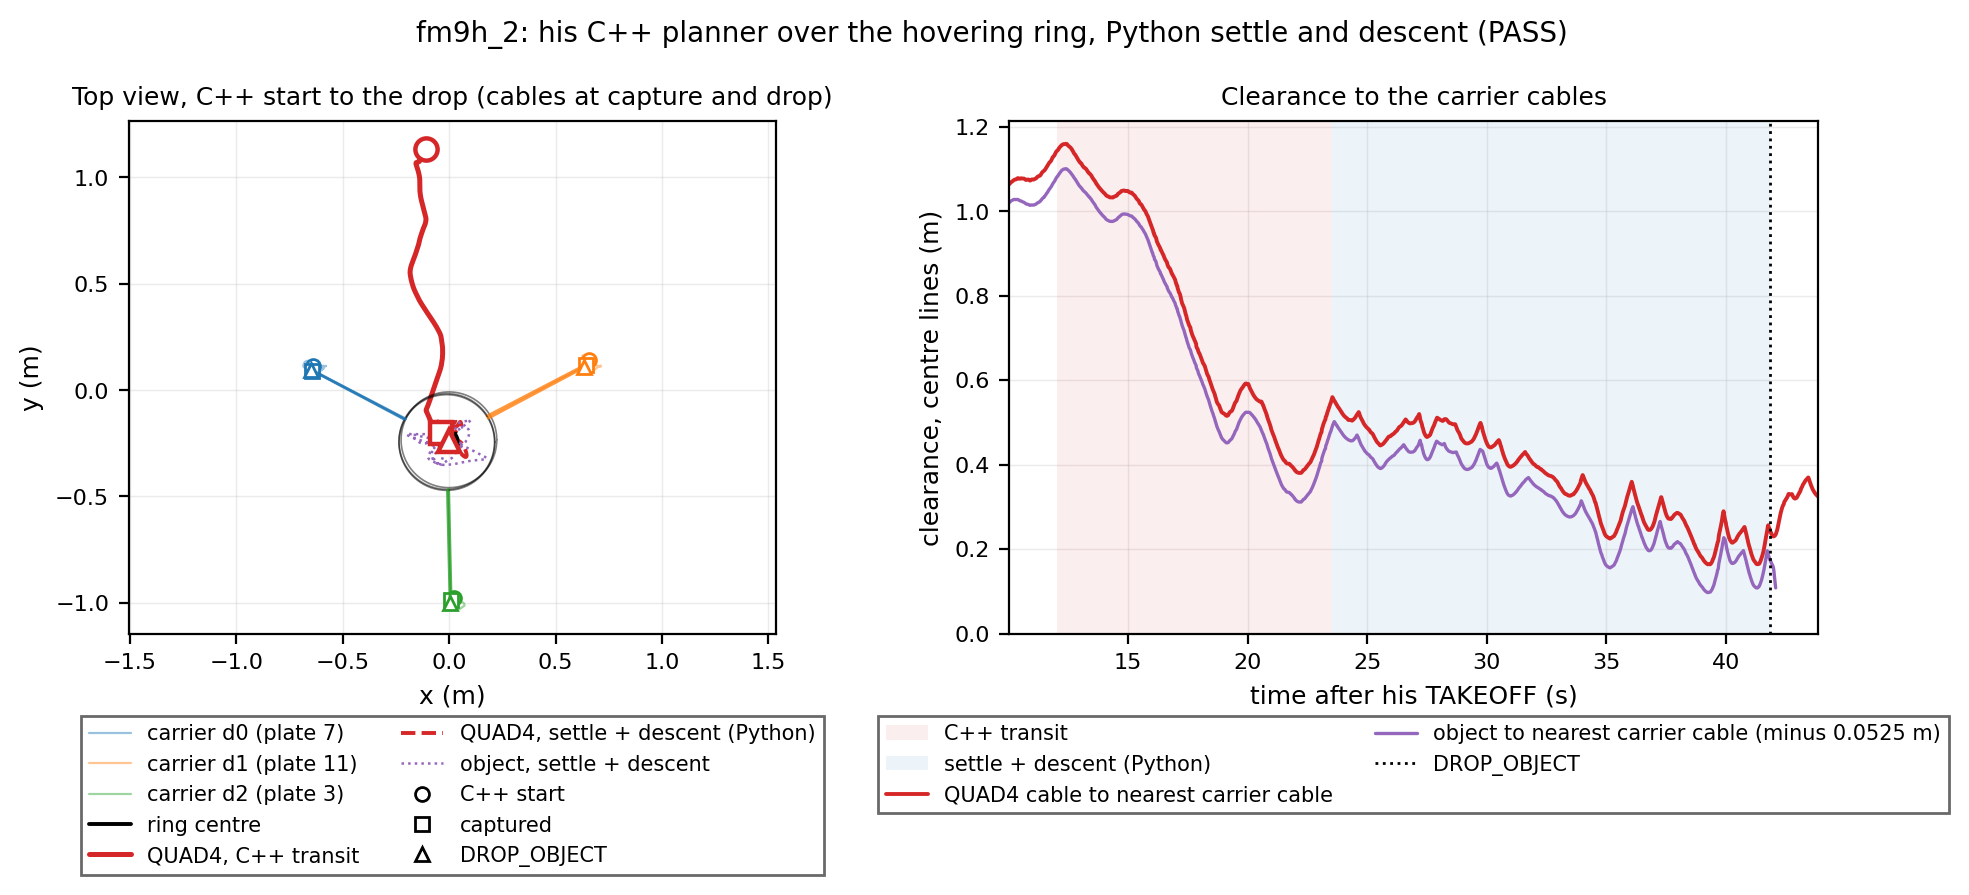 fm9h_2: his C++ planner over the hovering ring, Python settle and descent (PASS)
Top view, C++ start to the drop (cables at capture and drop)
y (m)
1.0
0.5
0.0
−0.5
−1.0
−1.5
−1.0
−0.5
0.0
0.5
1.0
1.5
x (m)
carrier d0 (plate 7)
carrier d1 (plate 11)
carrier d2 (plate 3)
ring centre
QUAD4, C++ transit
QUAD4, settle + descent (Python)
object, settle + descent
C++ start
captured
DROP_OBJECT
Clearance to the carrier cables
clearance, centre lines (m)
1.2
1.0
0.8
0.6
0.4
0.2
0.0
15
20
25
30
35
40
time after his TAKEOFF (s)
C++ transit
settle + descent (Python)
QUAD4 cable to nearest carrier cable
object to nearest carrier cable (minus 0.0525 m)
DROP_OBJECT